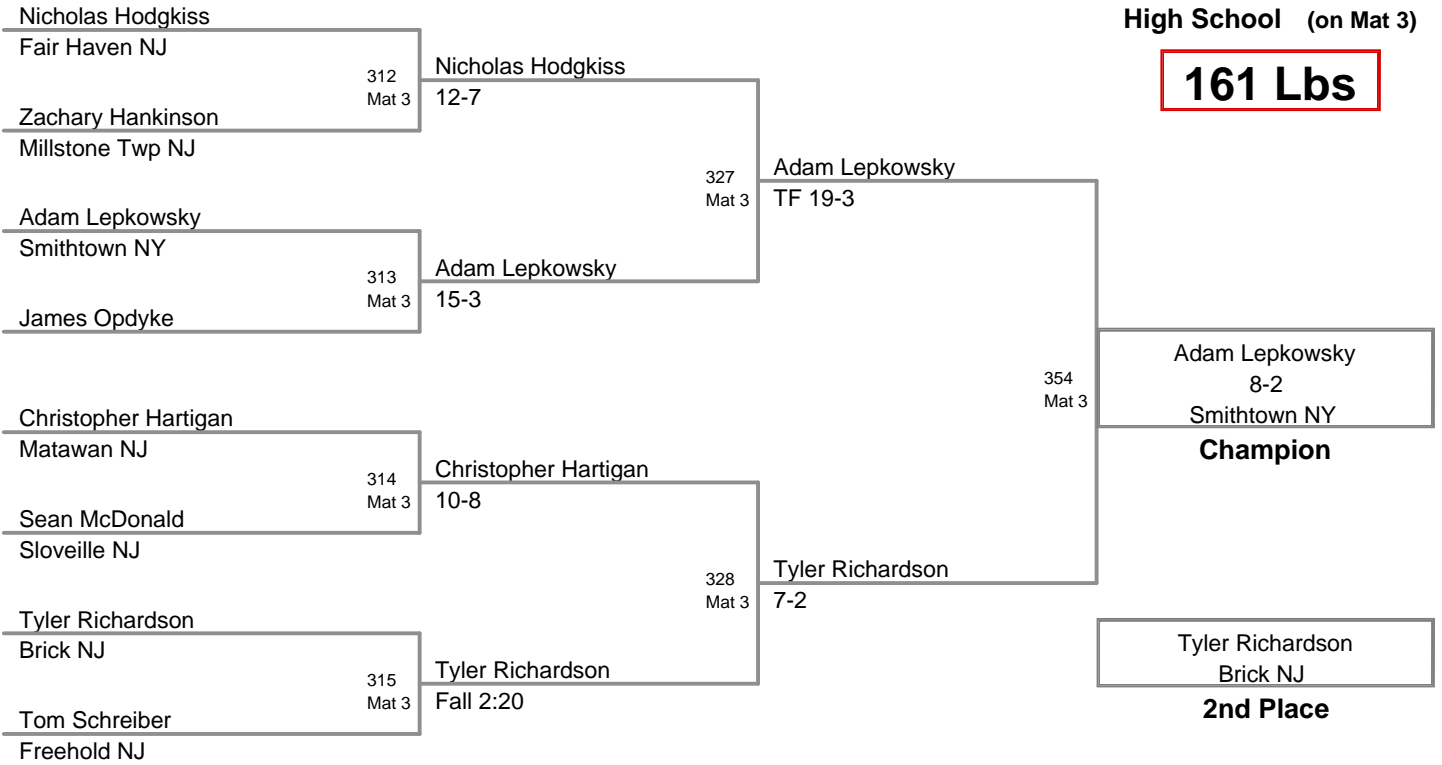 High School (on Mat 3)
161 Lbs
Nicholas Hodgkiss
Fair Haven NJ
312
Mat 3
Zachary Hankinson
Millstone Twp NJ
Adam Lepkowsky
Smithtown NY
313
Mat 3
James Opdyke
Christopher Hartigan
Matawan NJ
314
Mat 3
Sean McDonald
Sloveille NJ
Tyler Richardson
Brick NJ
315
Mat 3
Tom Schreiber
Freehold NJ
Nicholas Hodgkiss
12-7
327
Mat 3
Adam Lepkowsky
15-3
Christopher Hartigan
10-8
328
Mat 3
Tyler Richardson
Fall 2:20
Adam Lepkowsky
TF 19-3
354
Mat 3
Tyler Richardson
7-2
Adam Lepkowsky
8-2
Smithtown NY
Champion
Tyler Richardson
Brick NJ
2nd Place